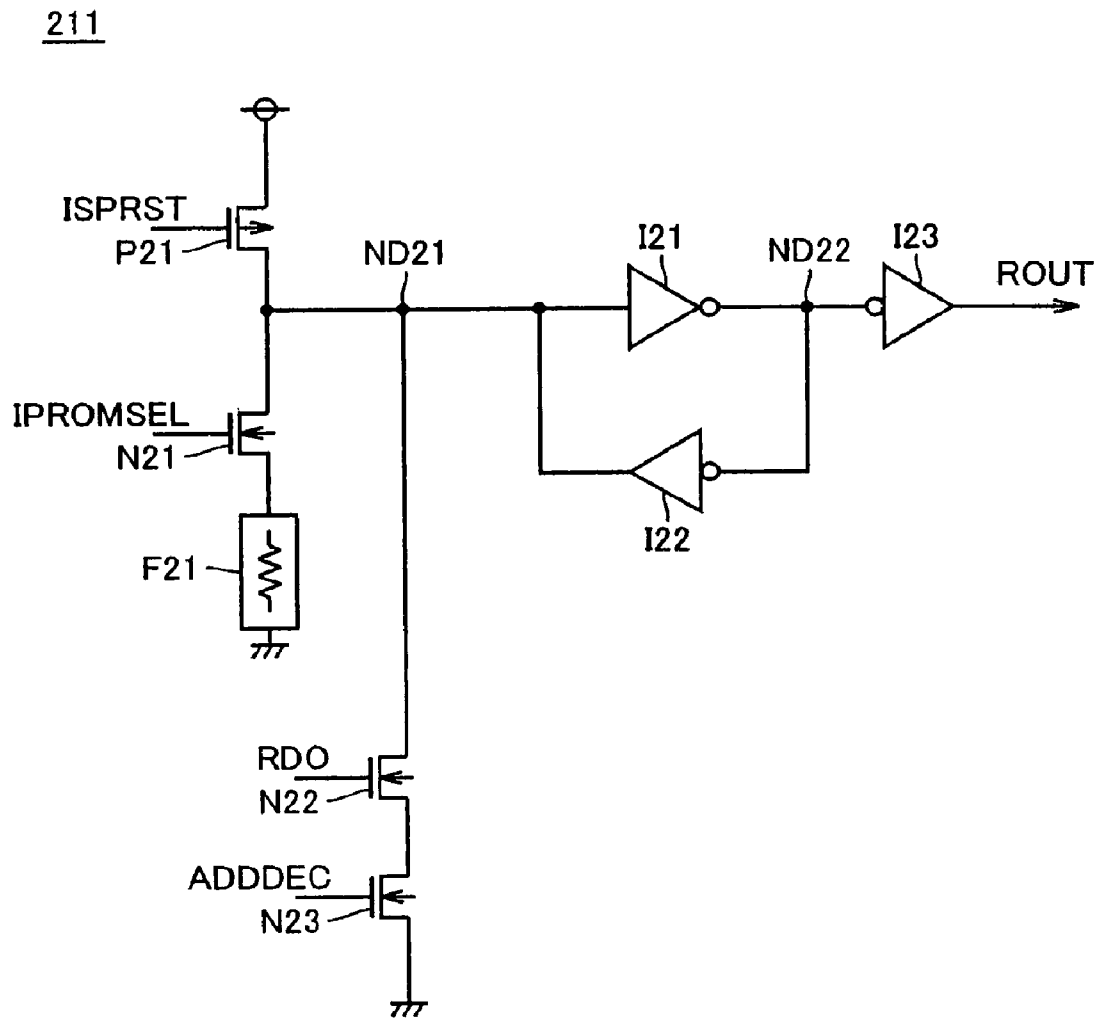 211
ISPRST
P21
ND21
I21
ND22
I23
ROUT
IPROMSEL
N21
I22
F21
RDO
N22
ADDDEC
N23